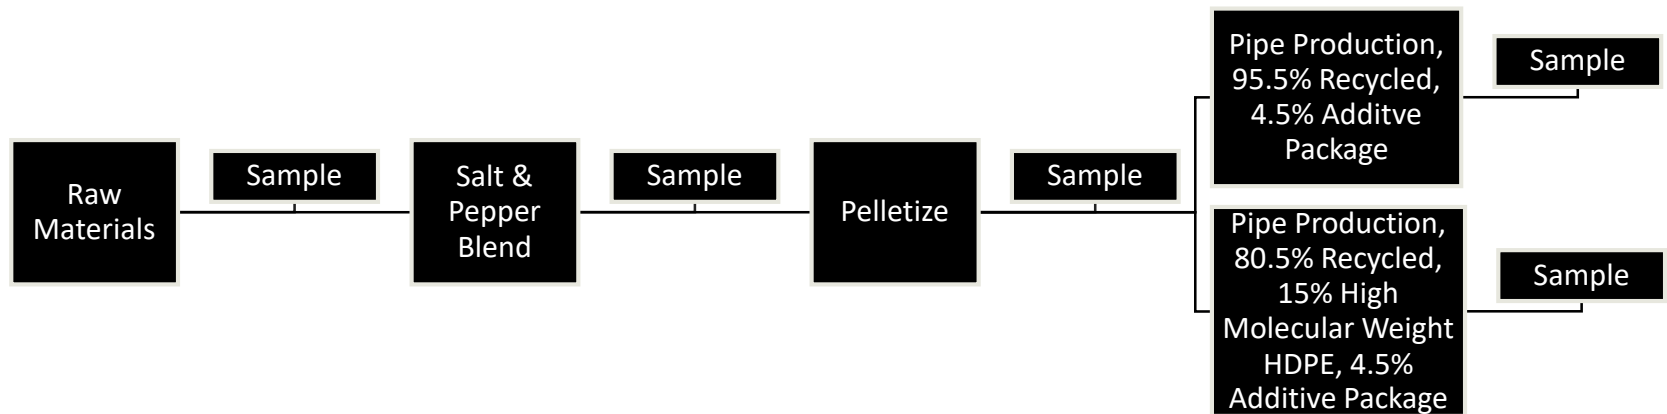 Raw
Materials
Sample
Salt &
Pepper
Blend
Sample
Pelletize
Sample
Pipe Production,
95.5% Recycled,
4.5% Additve
Package
Sample
Pipe Production,
80.5% Recycled,
15% High
Molecular Weight
HDPE, 4.5%
Additive Package
Sample